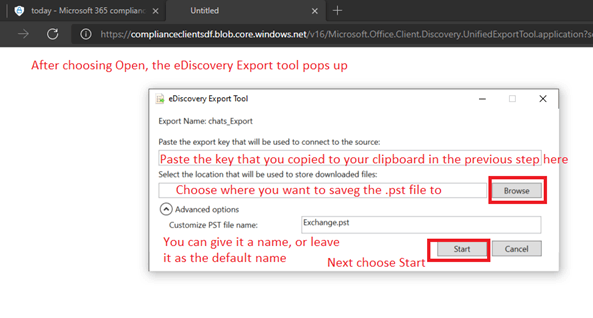 today - Microsoft 365 complianc
Untitled
https://complianceclientsdf.blob.core.windows.net/v16/Microsoft.Office.Client.Discovery.UnifiedExportTool.application?s
After choosing Open, the eDiscovery Export tool pops up
eDiscovery Export Tool
Export Name: chats_Export
Paste the export key that will be used to connect to the source:
Paste the key that you copied to your clipboard in the previous step here
Select the location that will be used to store downloaded files:
Choose where you want to saveg the .pst file to
Browse
Advanced options
Customize PST file name:
Exchange.pst
You can give it a name, or leave
it as the default name
Start
Cancel
Next choose Start